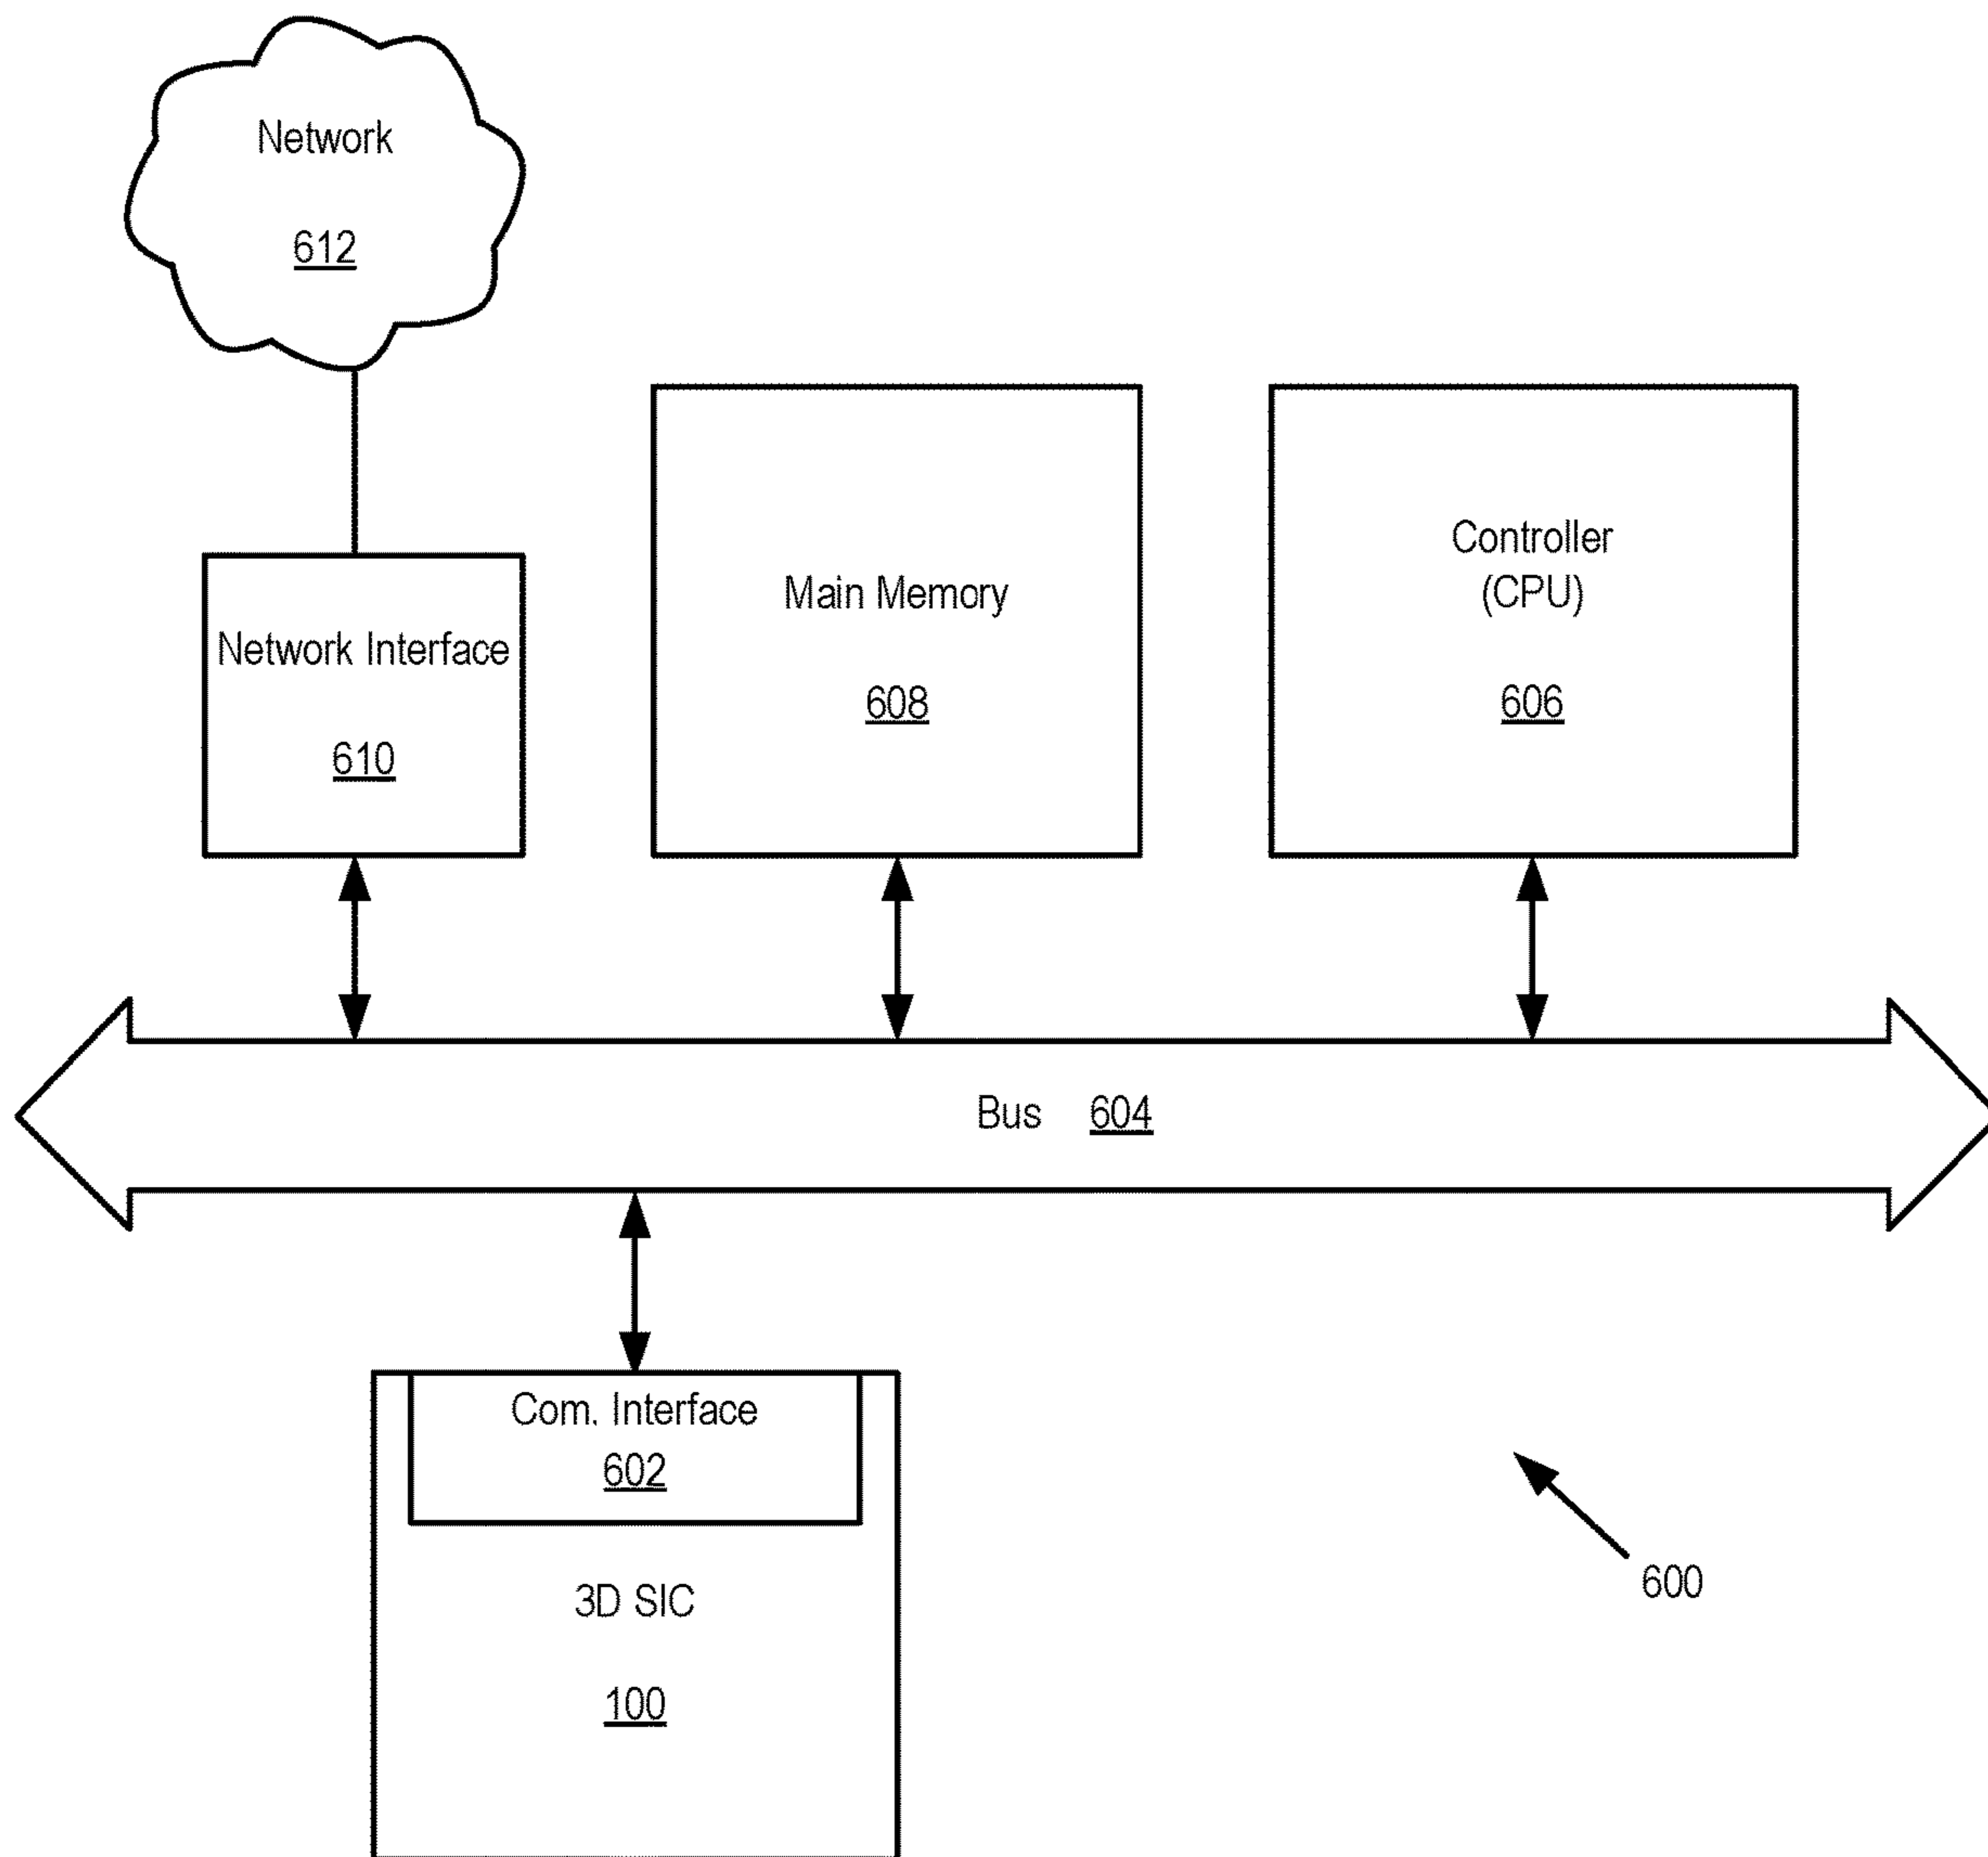 Network
612
Network Interface
610
Main Memory
608
Controller
(CPU)
606
Bus 604
Com. Interface
602
3D SIC
100
600